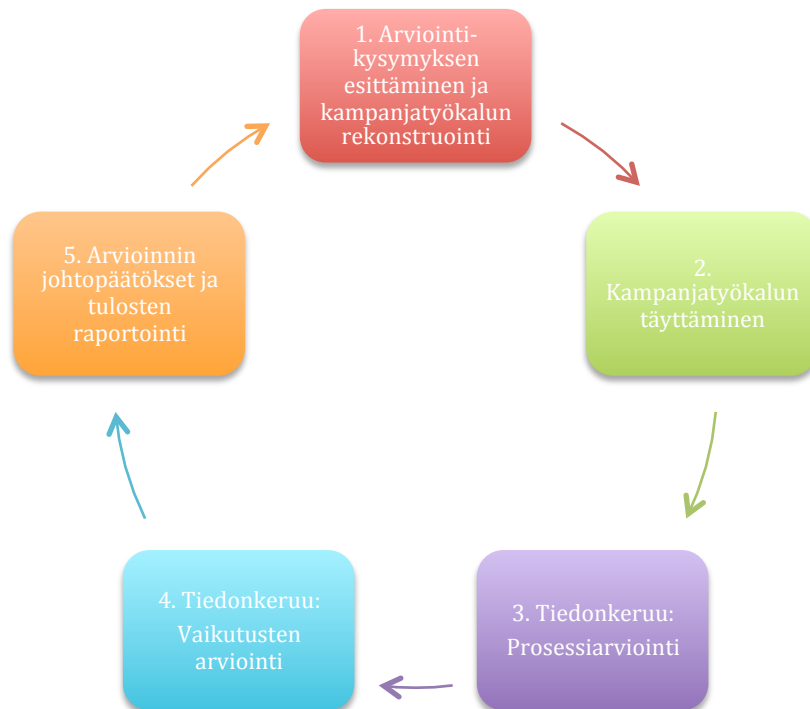 1. Arviointi-
kysymyksen
esittäminen ja
kampanjatyökalun
rekonstruointi
2.
Kampanjatyökalun
täyttäminen
3. Tiedonkeruu:
Prosessiarviointi
4. Tiedonkeruu:
Vaikutusten
arviointi
5. Arvioinnin
johtopäätökset ja
tulosten
raportointi